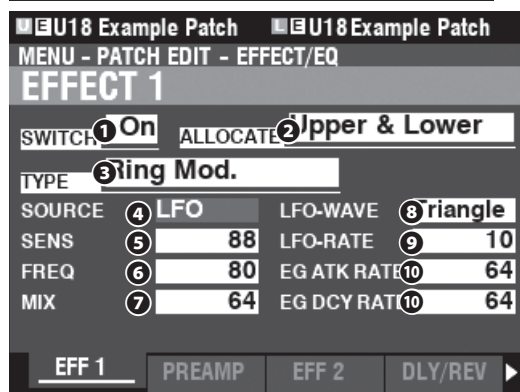 UE U18 Example Patch LE U18 Example Patch
MENU - PATCH EDIT - EFFECT/EQ
EFFECT 1
SWITCH 1 On ALLOCATE 2 Upper & Lower
TYPE 3 Ring Mod.
SOURCE 4 LFO LFO-WAVE 8 Triangle
SENS 5 88 LFO-RATE 9 10
FREQ 6 80 EG ATK RATE 10 64
MIX 7 64 EG DCY RATE 10 64
EFF 1 PREAMP EFF 2 DLY/REV